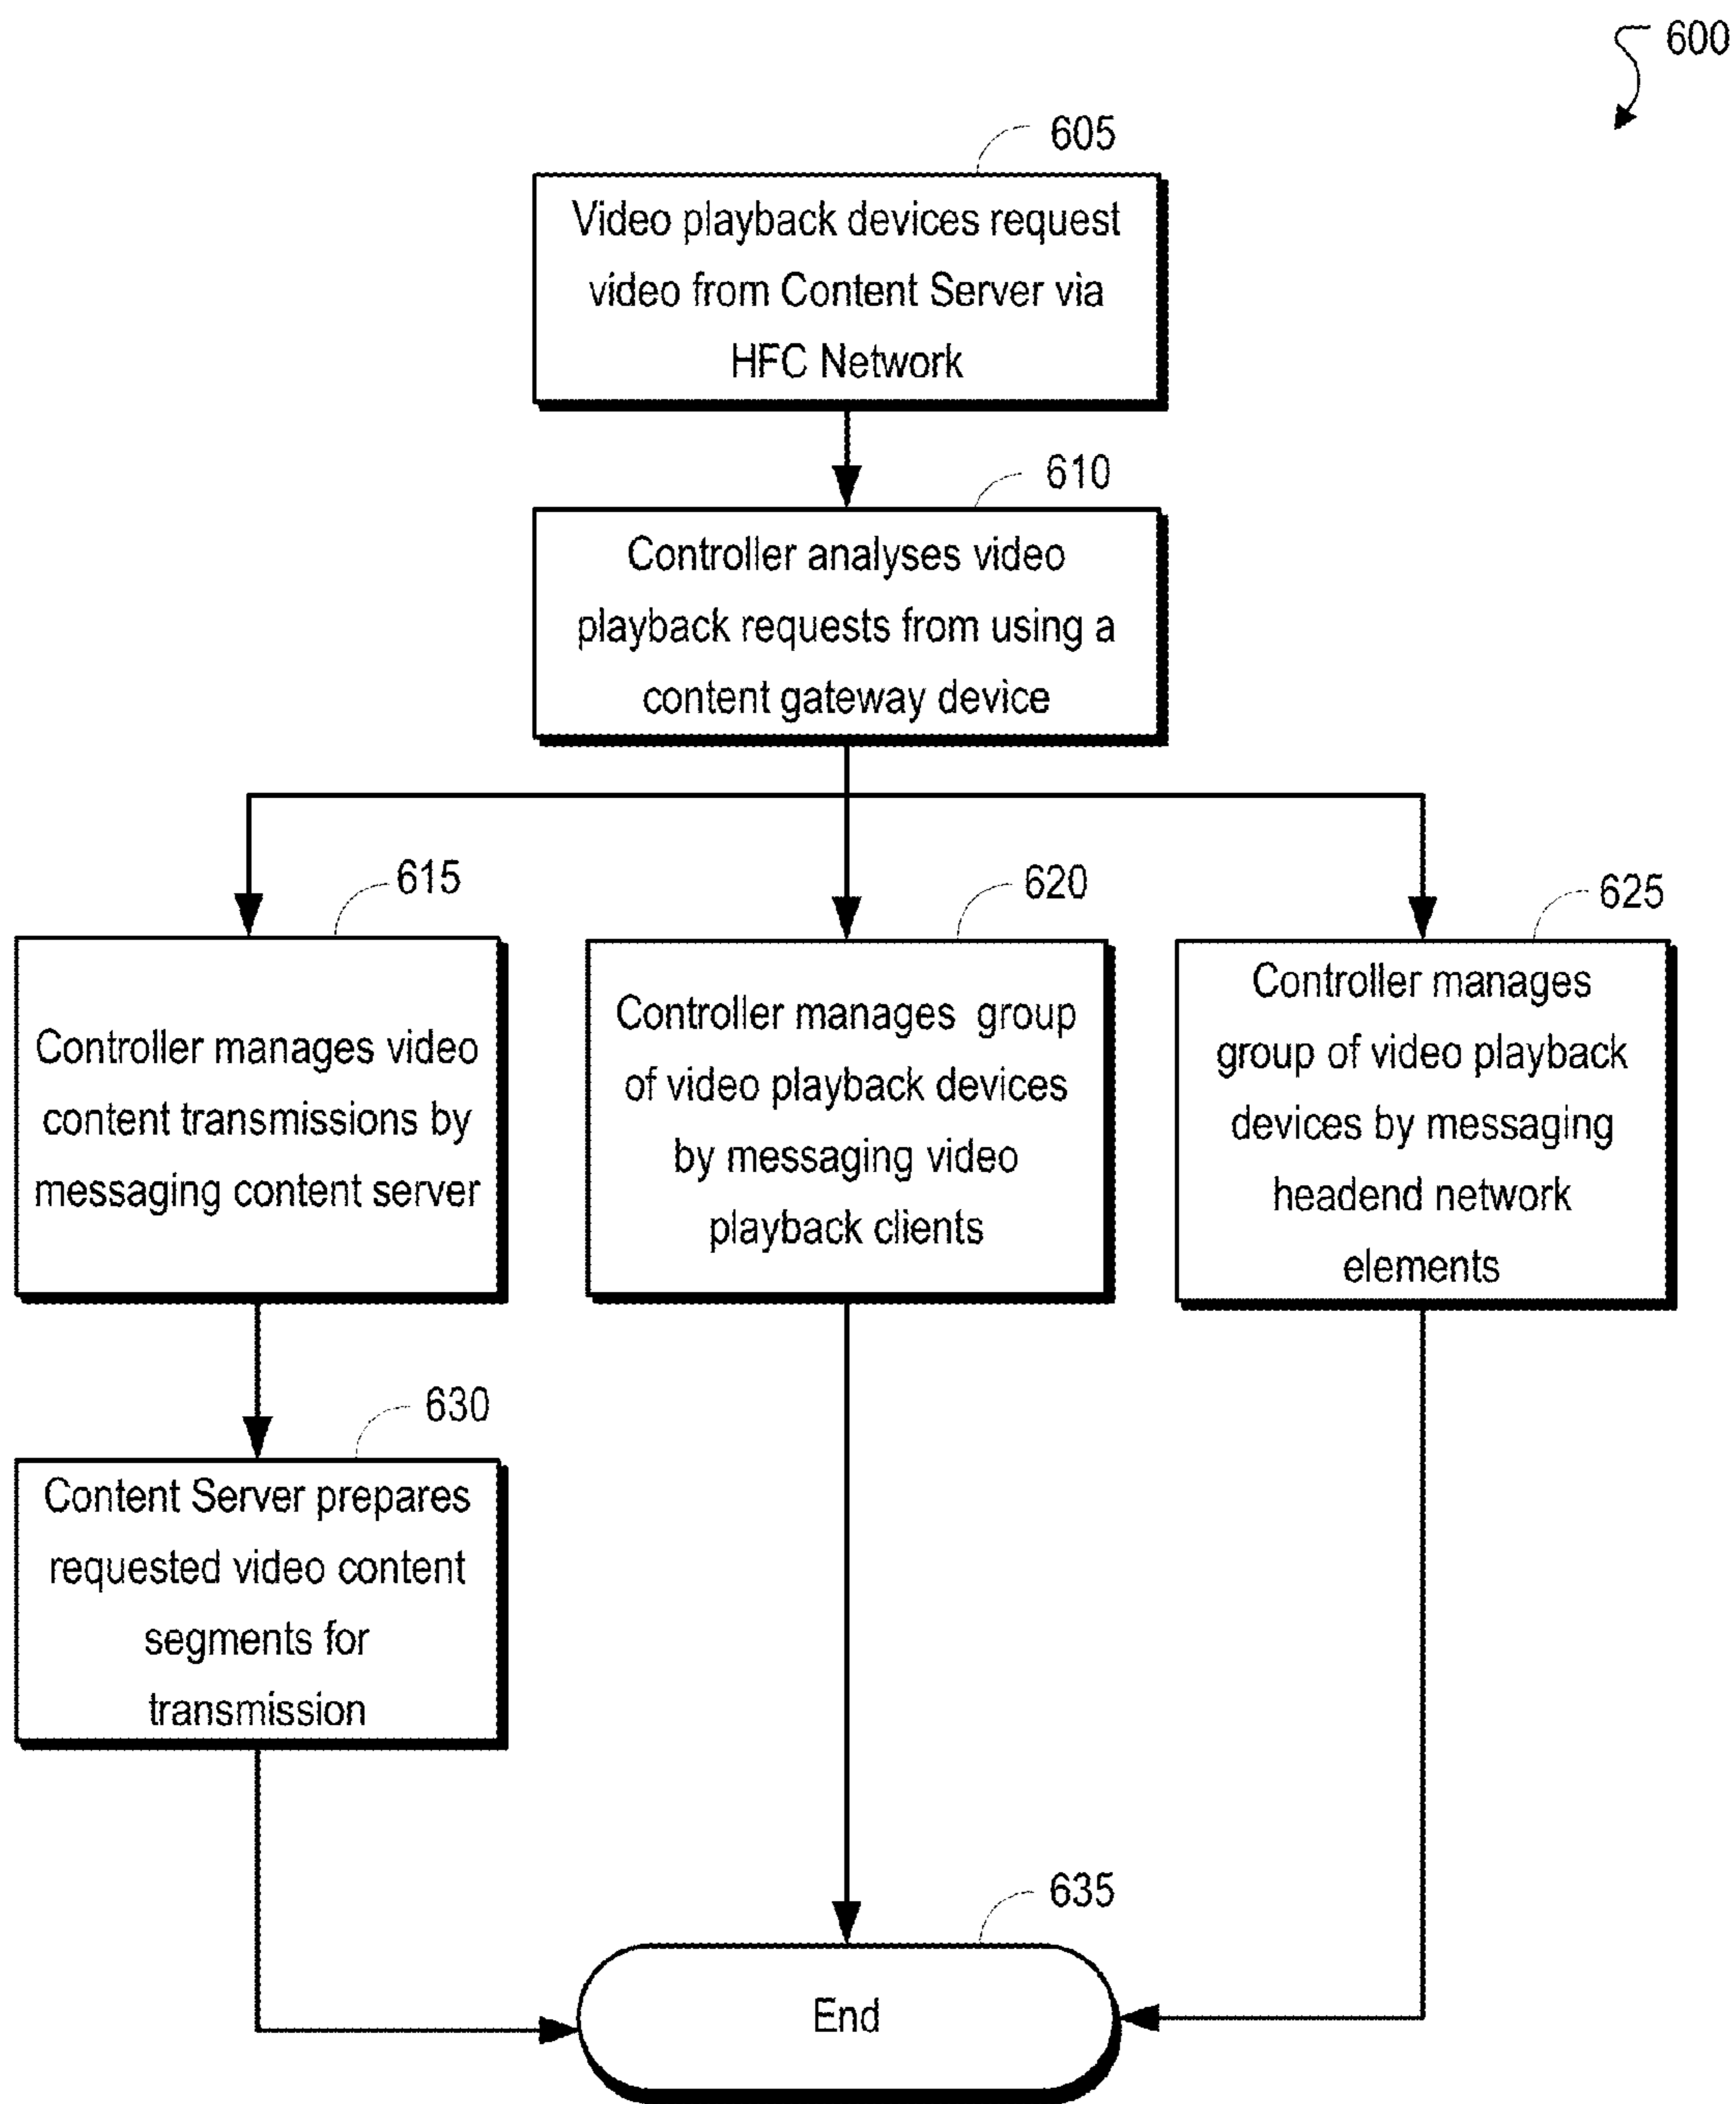 600
605
Video playback devices request
video from Content Server via
HFC Network
610
Controller analyses video
playback requests from using a
content gateway device
615
Controller manages video
content transmissions by
messaging content server
620
Controller manages group
of video playback devices
by messaging video
playback clients
625
Controller manages
group of video playback
devices by messaging
headend network
elements
630
Content Server prepares
requested video content
segments for
transmission
635
End